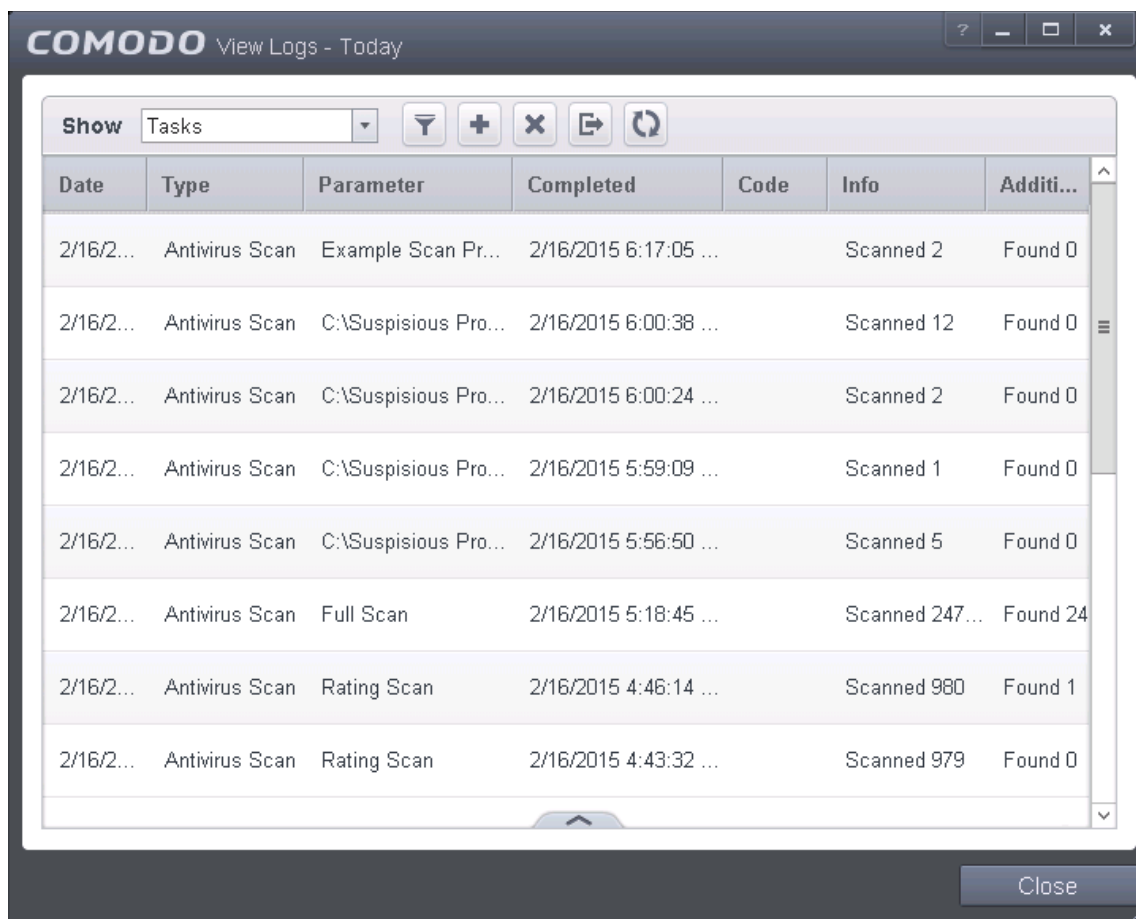 COMODO View Logs - Today
?
Show Tasks
Date Type Parameter Completed Code Info Additi...
2/16/2... Antivirus Scan Example Scan Pr... 2/16/2015 6:17:05 ... Scanned 2 Found 0
2/16/2... Antivirus Scan C:\Suspisious Pro... 2/16/2015 6:00:38 ... Scanned 12 Found 0
2/16/2... Antivirus Scan C:\Suspisious Pro... 2/16/2015 6:00:24 ... Scanned 2 Found 0
2/16/2... Antivirus Scan C:\Suspisious Pro... 2/16/2015 5:59:09 ... Scanned 1 Found 0
2/16/2... Antivirus Scan C:\Suspisious Pro... 2/16/2015 5:56:50 ... Scanned 5 Found 0
2/16/2... Antivirus Scan Full Scan 2/16/2015 5:18:45 ... Scanned 247... Found 24
2/16/2... Antivirus Scan Rating Scan 2/16/2015 4:46:14 ... Scanned 980 Found 1
2/16/2... Antivirus Scan Rating Scan 2/16/2015 4:43:32 ... Scanned 979 Found 0
Close